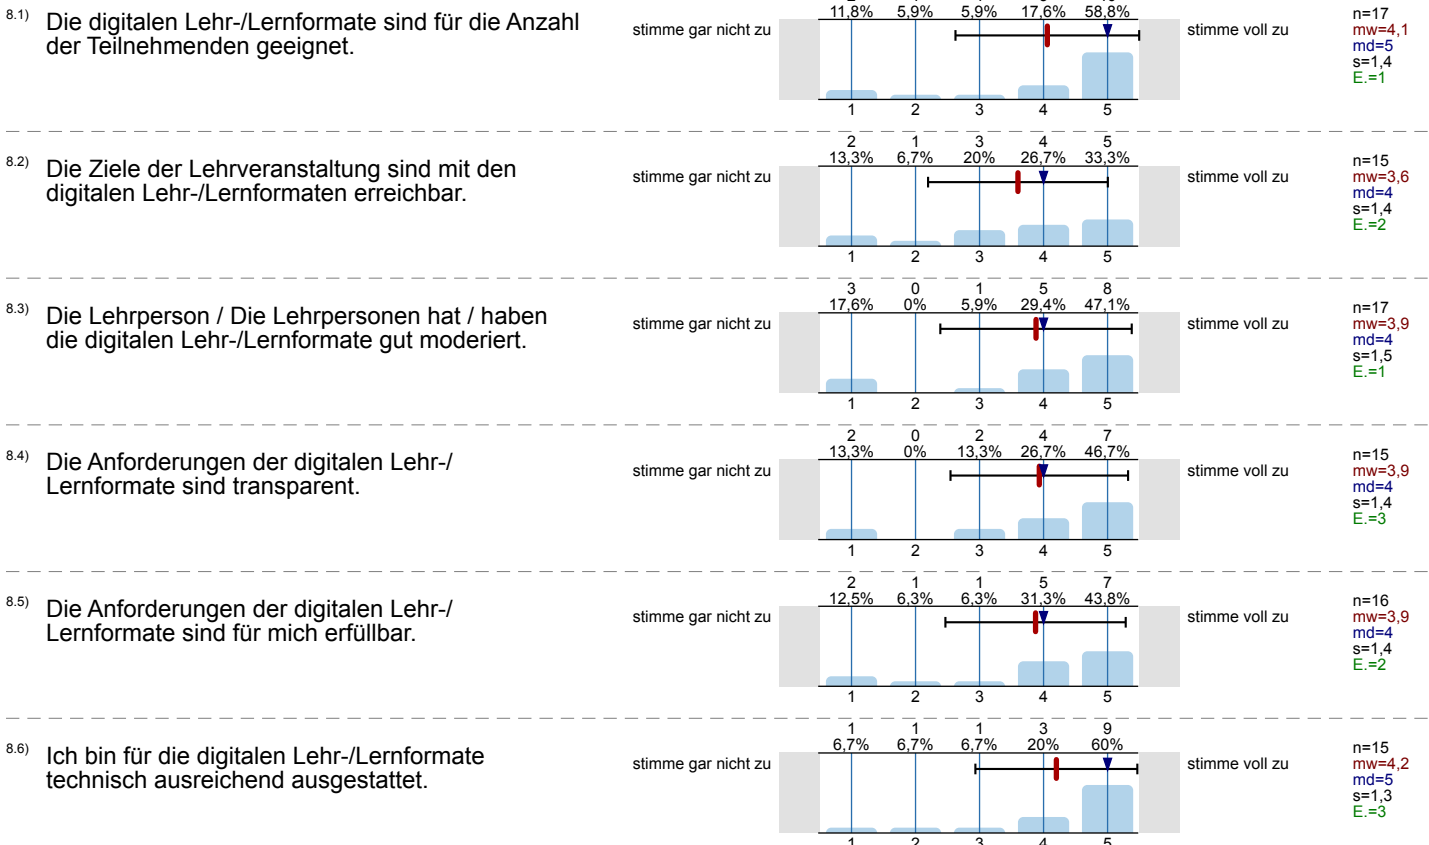 11,8% 5,9% 5,9% 17,6% 58,8%
8.1) Die digitalen Lehr-/Lernformate sind für die Anzahl
der Teilnehmenden geeignet.
stimme gar nicht zu
stimme voll zu
n=17
mw=4,1
md=5
s=1,4
E.=1
1 2 3 4 5
2 1 3 4 5
13,3% 6,7% 20% 26,7% 33,3%
8.2) Die Ziele der Lehrveranstaltung sind mit den
digitalen Lehr-/Lernformaten erreichbar.
stimme gar nicht zu
stimme voll zu
n=15
mw=3,6
md=4
s=1,4
E.=2
1 2 3 4 5
3 0 1 5 8
17,6% 0% 5,9% 29,4% 47,1%
8.3) Die Lehrperson / Die Lehrpersonen hat / haben
die digitalen Lehr-/Lernformate gut moderiert.
stimme gar nicht zu
stimme voll zu
n=17
mw=3,9
md=4
s=1,5
E.=1
1 2 3 4 5
2 0 2 4 7
13,3% 0% 13,3% 26,7% 46,7%
8.4) Die Anforderungen der digitalen Lehr-/
Lernformate sind transparent.
stimme gar nicht zu
stimme voll zu
n=15
mw=3,9
md=4
s=1,4
E.=3
1 2 3 4 5
2 1 1 5 7
12,5% 6,3% 6,3% 31,3% 43,8%
8.5) Die Anforderungen der digitalen Lehr-/
Lernformate sind für mich erfüllbar.
stimme gar nicht zu
stimme voll zu
n=16
mw=3,9
md=4
s=1,4
E.=2
1 2 3 4 5
1 1 1 3 9
6,7% 6,7% 6,7% 20% 60%
8.6) Ich bin für die digitalen Lehr-/Lernformate
technisch ausreichend ausgestattet.
stimme gar nicht zu
stimme voll zu
n=15
mw=4,2
md=5
s=1,3
E.=3
1 2 3 4 5